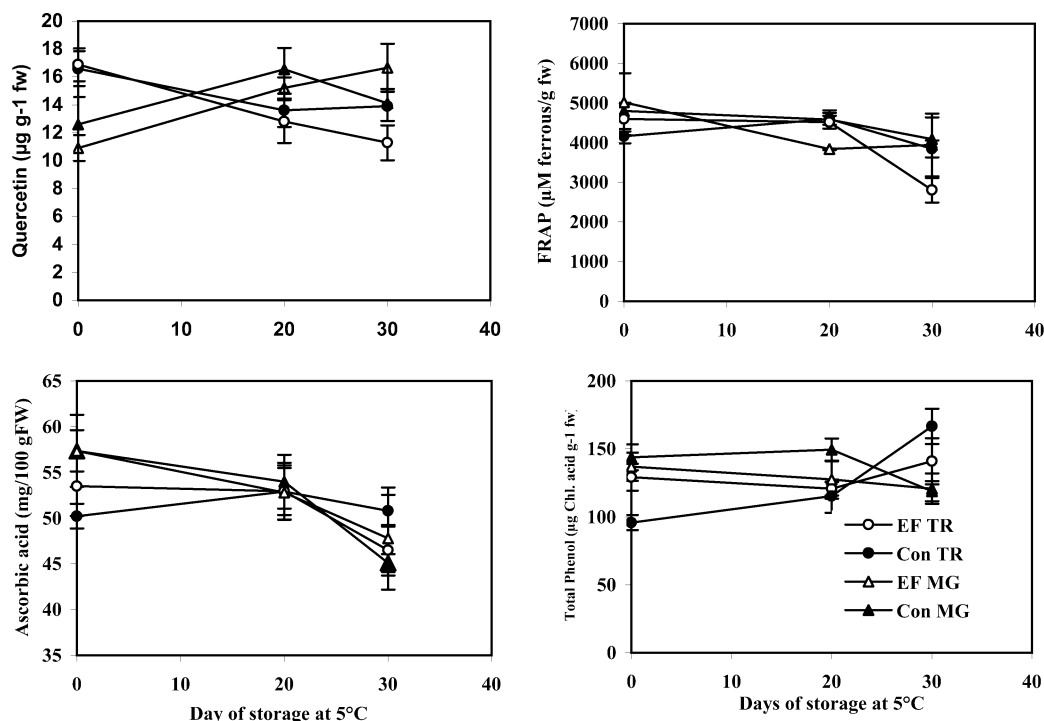 Quercetin (µg g-1 fw)
20
18
16
14
12
10
8
6
4
2
0
0 10 20 30 40
FRAP (µM ferrous/g fw)
7000
6000
5000
4000
3000
2000
1000
0
0 10 20 30 40
Ascorbic acid (mg/100 gFW)
65
60
55
50
45
40
35
0 10 20 30 40
Day of storage at 5°C
Total Phenol (µg Chl. acid g-1 fw)
200
150
100
50
0
EF TR
Con TR
EF MG
Con MG
0 10 20 30 40
Days of storage at 5°C